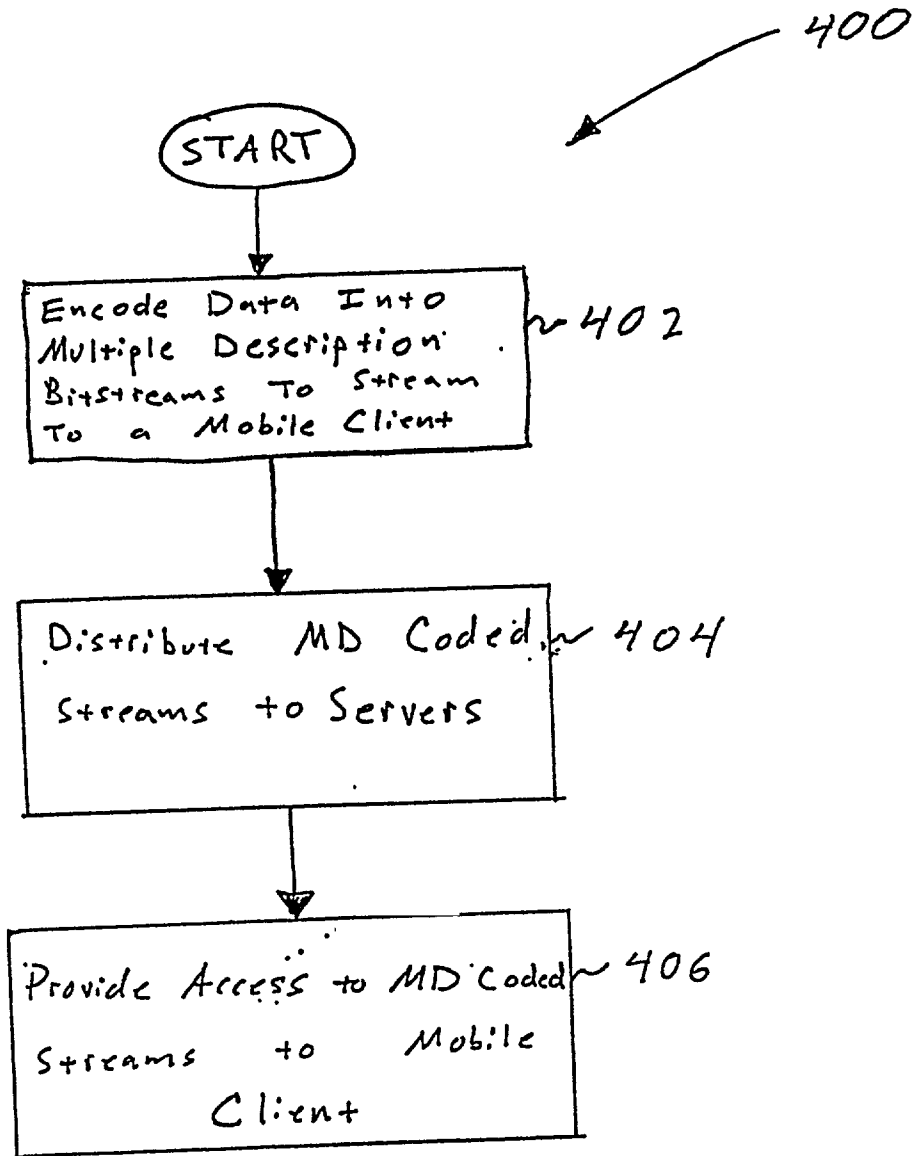 400
START
Encode Data Into
Multiple Description
Bitstreams To Stream
To a Mobile Client
402
Distribute MD Coded
Streams to Servers
404
Provide Access to MD Coded
Streams to Mobile
Client
406